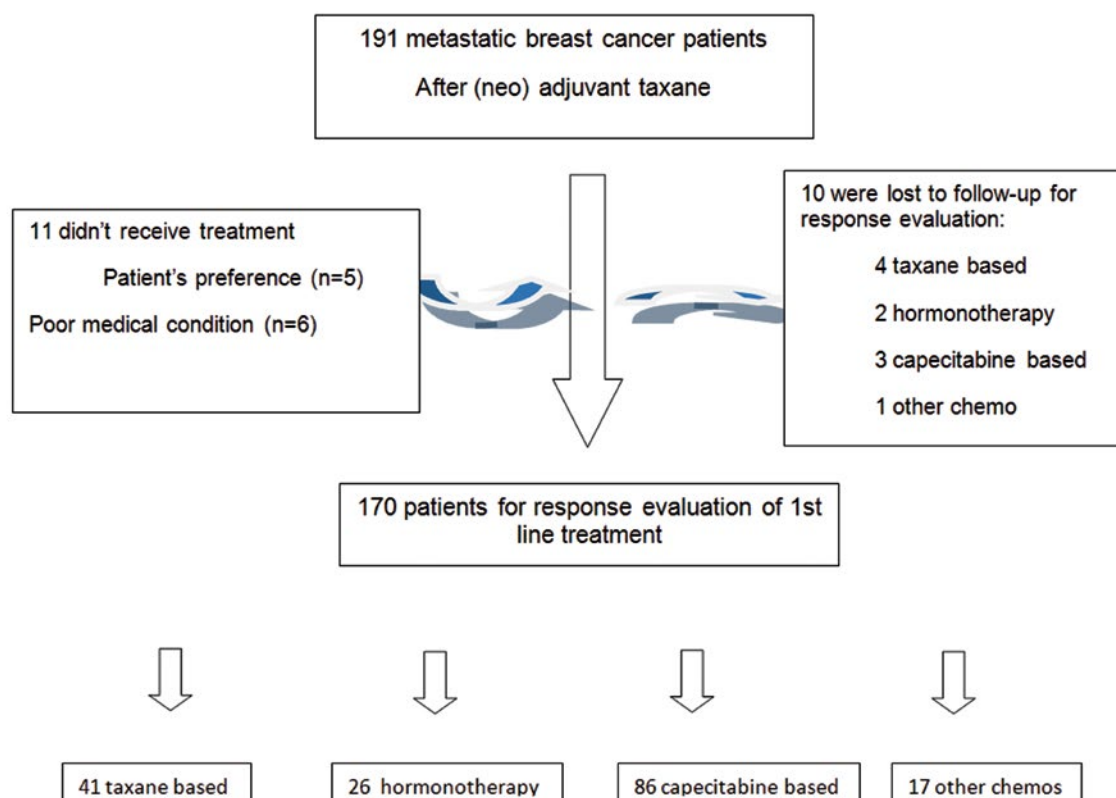 191 metastatic breast cancer patients
After (neo) adjuvant taxane
11 didn’t receive treatment
Patient’s preference (n=5)
Poor medical condition (n=6)
10 were lost to follow-up for
response evaluation:
4 taxane based
2 hormonotherapy
3 capecitabine based
1 other chemo
170 patients for response evaluation of 1st
line treatment
41 taxane based
26 hormonotherapy
86 capecitabine based
17 other chemos